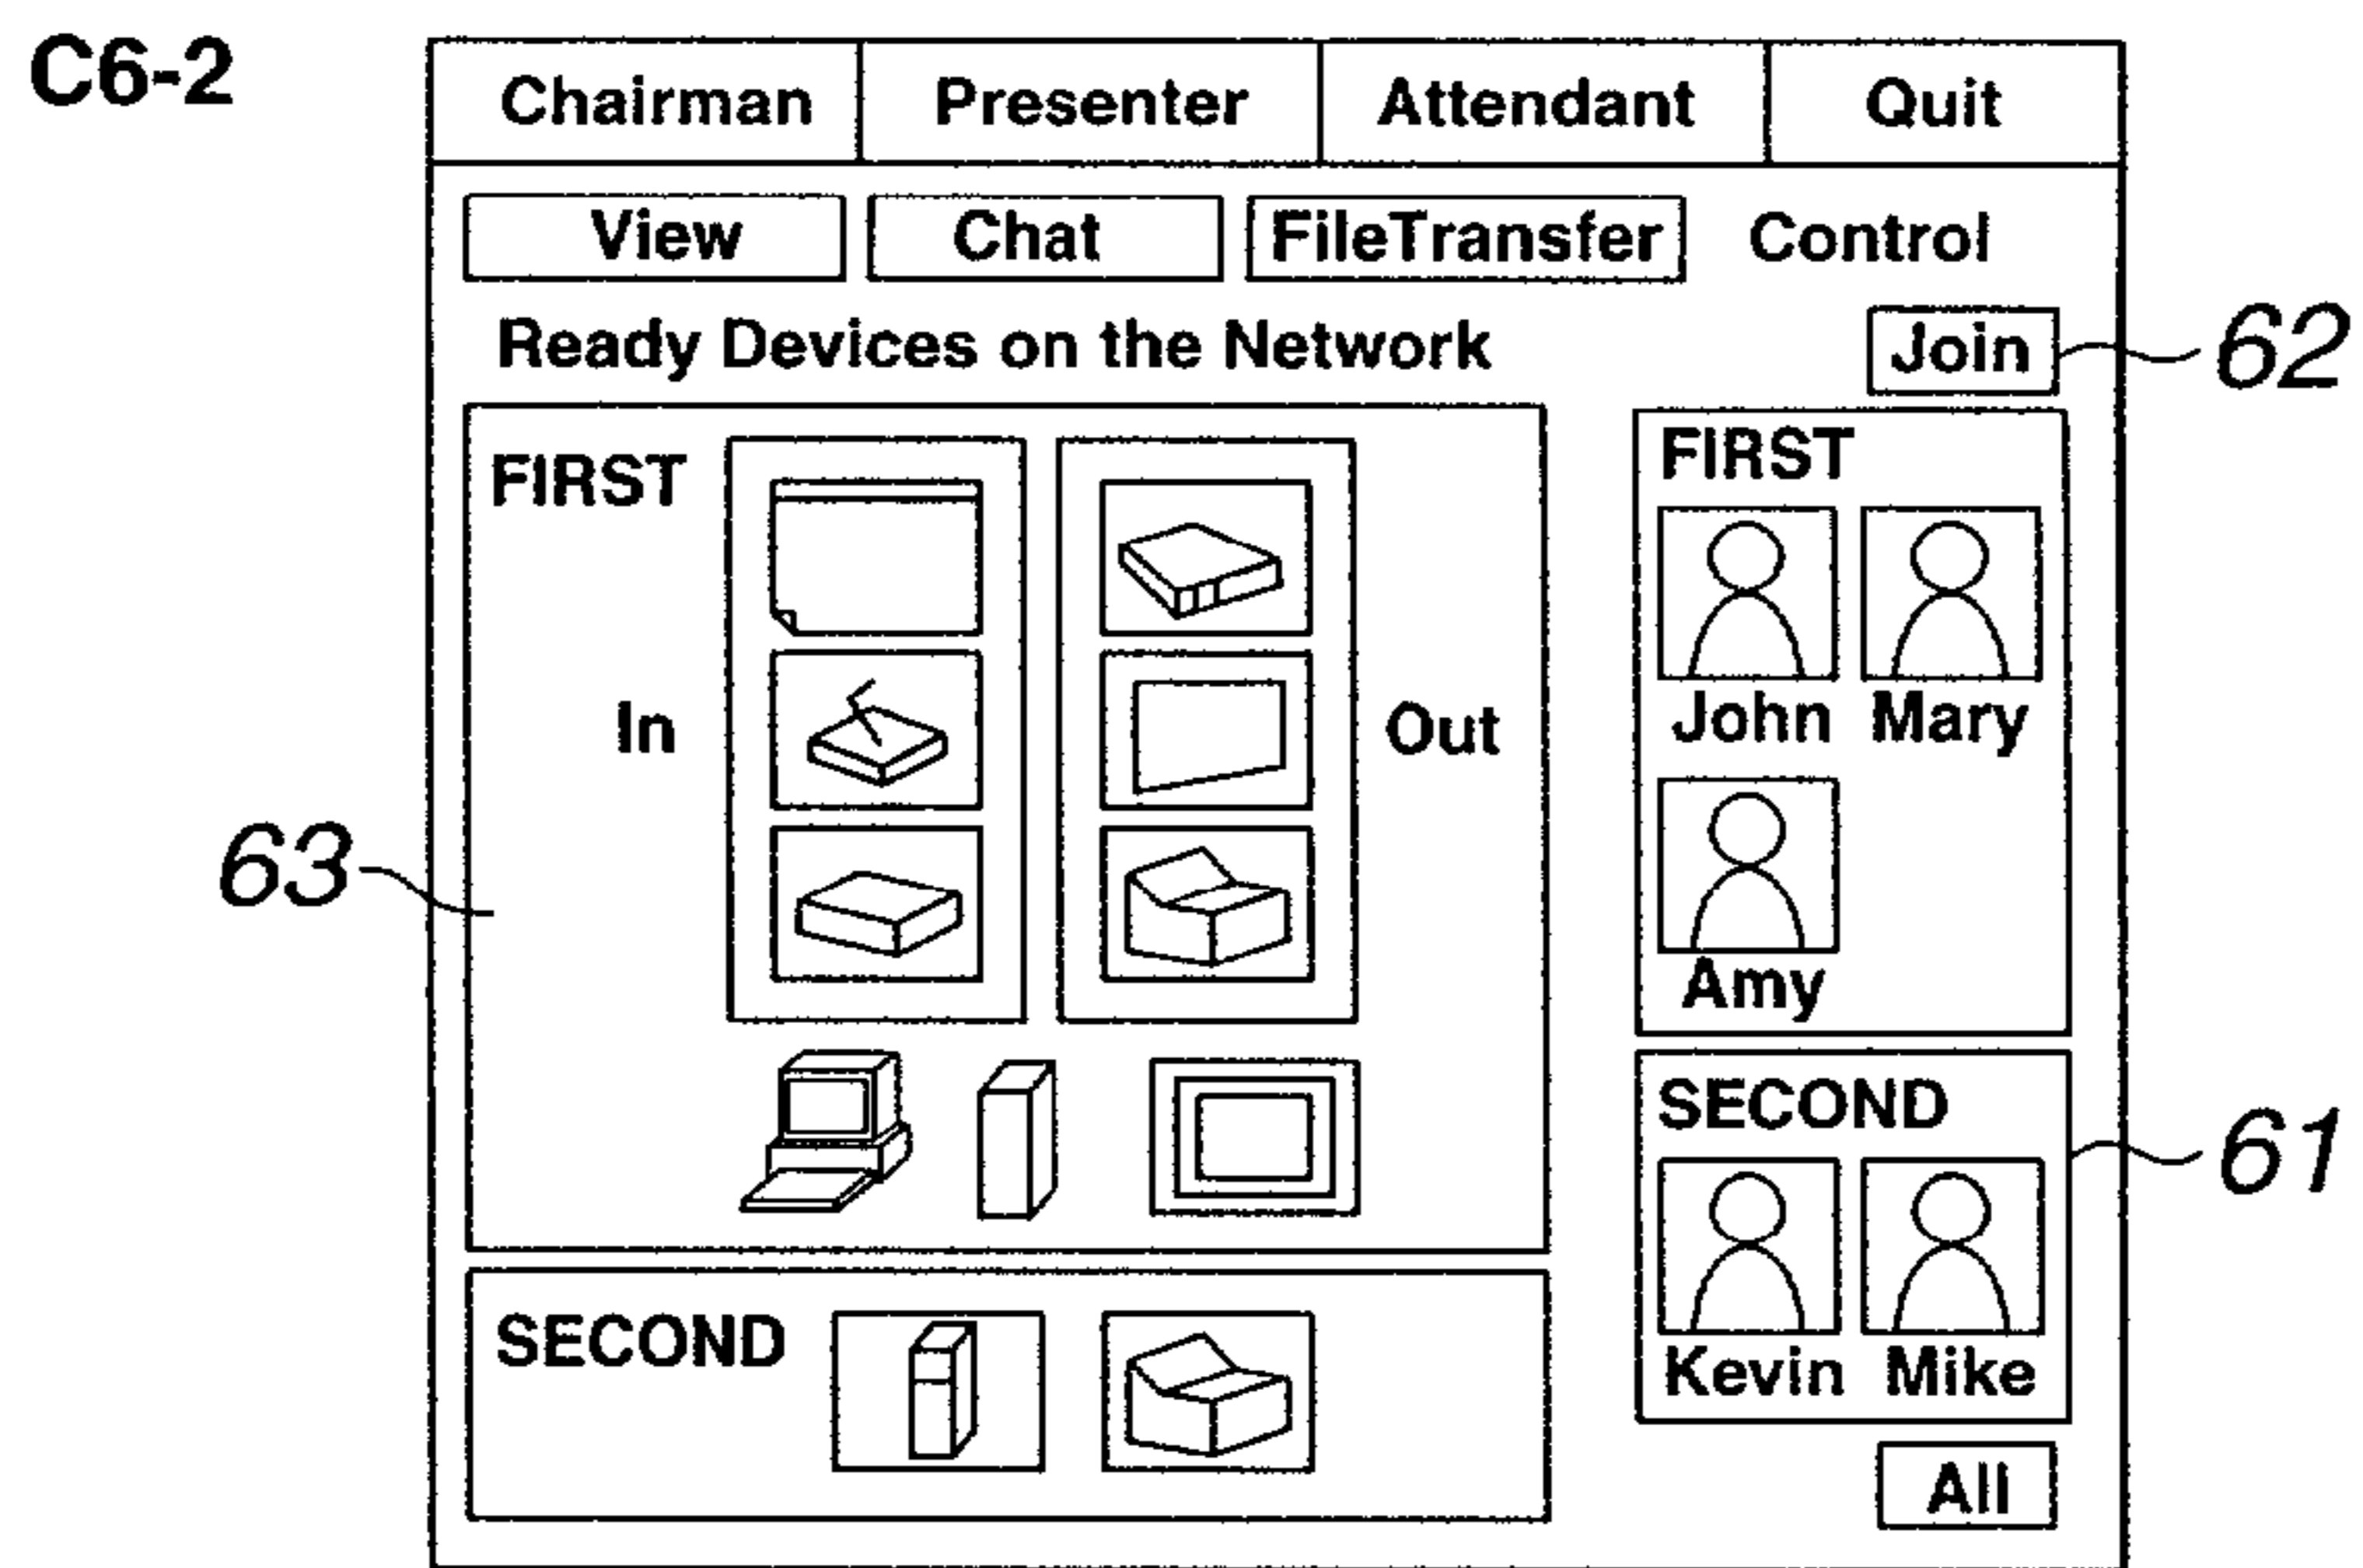 C6-2
Chairman Presenter Attendant Quit
View Chat FileTransfer Control
Ready Devices on the Network
Join
62
FIRST
In
Out
63
FIRST
John Mary
Amy
SECOND
61
Kevin Mike
SECOND
All